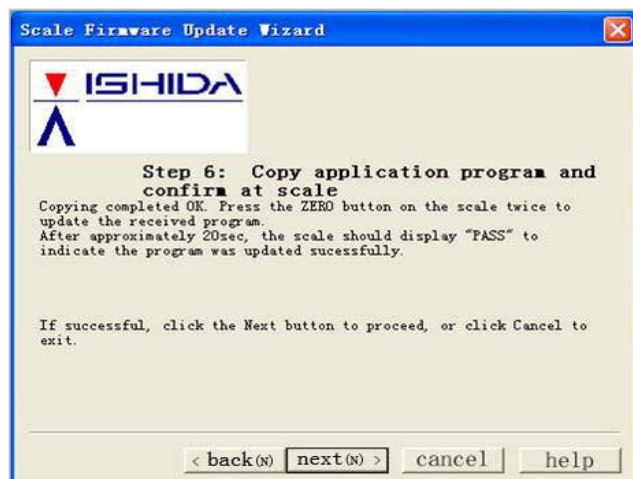 Scale Firmware Update Wizard
ISHIDA
Step 6: Copy application program and
confirm at scale
Copying completed OK. Press the ZERO button on the scale twice to
update the received program.
After approximately 20sec, the scale should display "PASS" to
indicate the program was updated sucessfully.
If successful, click the Next button to proceed, or click Cancel to
exit.
< back(N) next(N) > cancel help